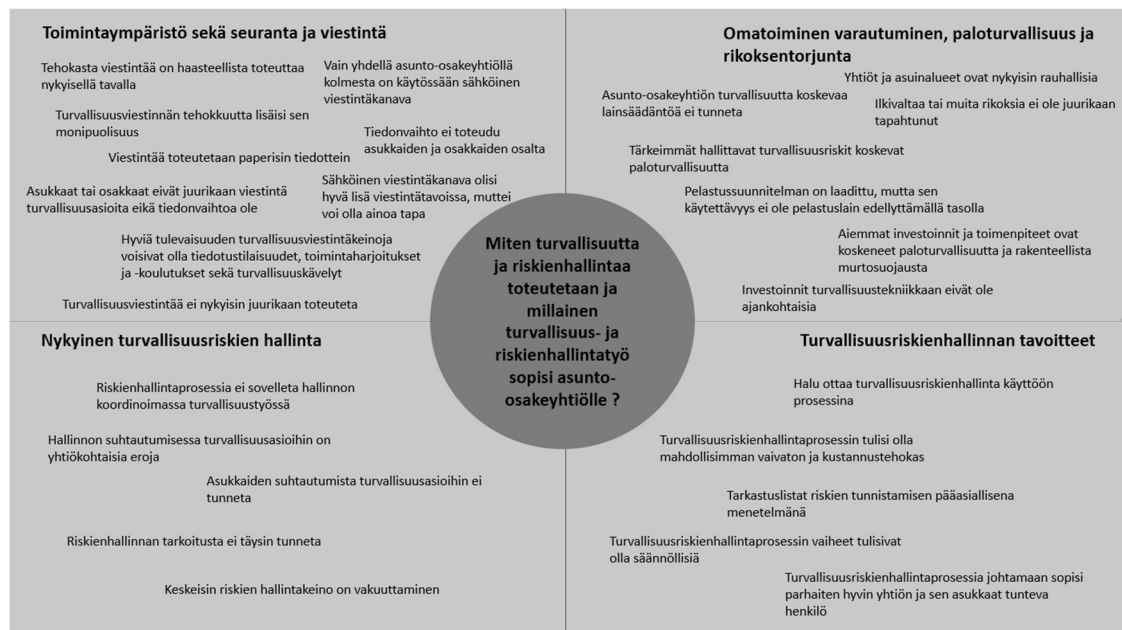 Toimintaympäristö sekä seuranta ja viestintä
Tehokasta viestintää on haasteellista toteuttaa
nykyisellä tavalla
Vain yhdellä asunto-osakeyhtiöllä
kolmesta on käytössään sähköinen
viestintäkanava
Turvallisuusviestinnän tehokkuutta lisäisi sen
monipuolisuus
Tiedonvaihto ei toteudu
asukkaiden ja osakkaiden osalta
Viestintää toteutetaan paperisin tiedottein
Asukkaat tai osakkaat eivät juurikaan viestintä
turvallisuusasioita eikä tiedonvaihtoa ole
Sähköinen viestintäkanava olisi
hyvä lisä viestintätavoissa, muttei
voi olla ainoa tapa
Hyviä tulevaisuuden turvallisuusviestintäkeinoja
voisivat olla tiedotustilaisuudet, toimintaharjoitukset
ja -koulutukset sekä turvallisuuskävelyt
Turvallisuusviestintää ei nykyisin juurikaan toteuteta
Omatoiminen varautuminen, paloturvallisuus ja
rikoksentorjunta
Yhtiöt ja asuinalueet ovat nykyisin rauhallisia
Asunto-osakeyhtiön turvallisuutta koskevaa
lainsäädäntöä ei tunneta
Ilkivaltaa tai muita rikoksia ei ole juurikaan
tapahtunut
Tärkeimmät hallittavat turvallisuusriskit koskevat
paloturvallisuutta
Pelastussuunnitelman on laadittu, mutta sen
käytettävyys ei ole pelastuslain edellyttämällä tasolla
Aiemmat investoinnit ja toimenpiteet ovat
koskeneet paloturvallisuutta ja rakenteellista
murtosuojausta
Investoinnit turvallisuustekniikkaan eivät ole
ajankohtaisia
Miten turvallisuutta
ja riskienhallintaa
toteutetaan ja
millainen
turvallisuus- ja
riskienhallintatyö
sopisi asunto-
osakeyhtiölle ?
Nykyinen turvallisuusriskien hallinta
Riskienhallintaprosessia ei sovelleta hallinnon
koordinoimassa turvallisuustyössä
Hallinnon suhtautumisessa turvallisuusasioihin on
yhtiökohtaisia eroja
Asukkaiden suhtautumista turvallisuusasioihin ei
tunneta
Riskienhallinnan tarkoitusta ei täysin tunneta
Keskeisin riskien hallintakeino on vakuuttaminen
Turvallisuusriskienhallinnan tavoitteet
Halu ottaa turvallisuusriskienhallinta käyttöön
prosessina
Turvallisuusriskienhallintaprosessin tulisi olla
mahdollisimman vaivaton ja kustannustehokas
Tarkastuslistat riskien tunnistamisen pääasiallisena
menetelmänä
Turvallisuusriskienhallintaprosessin vaiheet tulisivat
olla säännöllisiä
Turvallisuusriskienhallintaprosessia johtamaan sopisi
parhaiten hyvin yhtiön ja sen asukkaat tunteva
henkilö